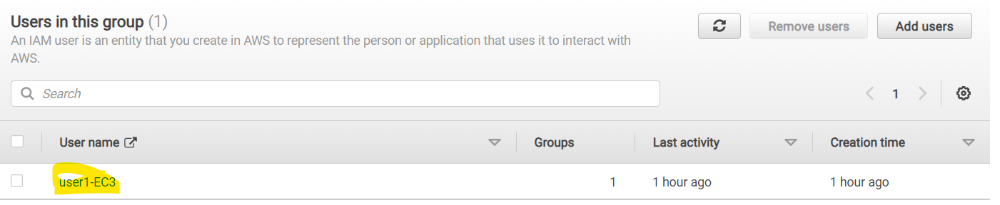 Users in this group (1)
An IAM user is an entity that you create in AWS to represent the person or application that uses it to interact with
AWS.
Remove users
Add users
Search
1
User name Groups Last activity Creation time
user1-EC3 1 1 hour ago 1 hour ago